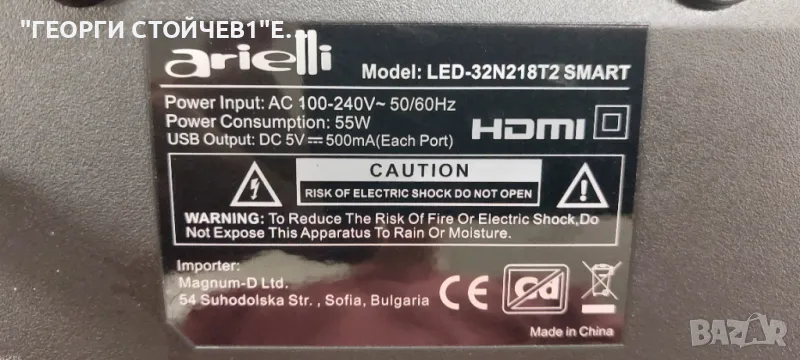 "ГЕОРГИ СТОЙЧЕВ1"Е...
arielli
Model: LED-32N218T2 SMART
Power Input: AC 100-240V~ 50/60Hz
Power Consumption: 55W
USB Output: DC 5V⎓500mA(Each Port)
HDMI
CAUTION
RISK OF ELECTRIC SHOCK DO NOT OPEN
WARNING: To Reduce The Risk Of Fire Or Electric Shock,Do
Not Expose This Apparatus To Rain Or Moisture.
Importer:
Magnum-D Ltd.
54 Suhodolska Str. , Sofia, Bulgaria
CE
Cd
Made in China
BAZAR
.bg